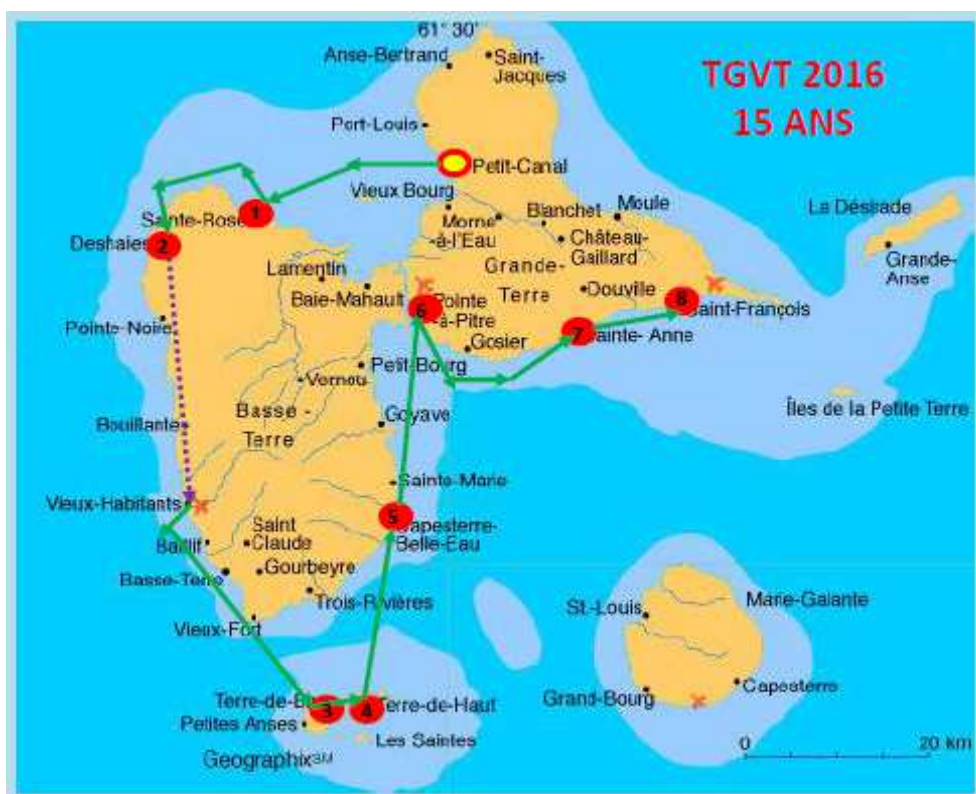 61° 30'
Anse-Bertrand
Saint-
Jacques
TGVT 2016
15 ANS
Port-Louis
Petit-Canal
Vieux Bourg
Morne
-à-l'Eau
Blanchet
Moule
La Désirade
Sainte-Rose
1
Deshaies
2
Château-
Gaillard
Grande-
Anse
Lamentin
Grande-
Terre
Baie-Mahault
Douville
8
Saint-François
6
Pointe
-à-Pitre
Pointe-Noire
7
Sainte- Anne
Gosier
Petit-Bourg
Vernou
Îles de la Petite Terre
Basse-
Terre
Goyave
Bouillante
Sainte-Marie
Vieux-Habitants
5
Capesterre-
Belle-Eau
Saint
Claude
Baillif
Gourbeyre
Basse-Terre
Trois-Rivières
St.-Louis
Marie-Galante
Vieux-Fort
Terre-de-B
3
4
Terre-de-Haut
Grand-Bourg
Capesterre
Petites Anses
Les Saintes
Geographix SM
0
20 km